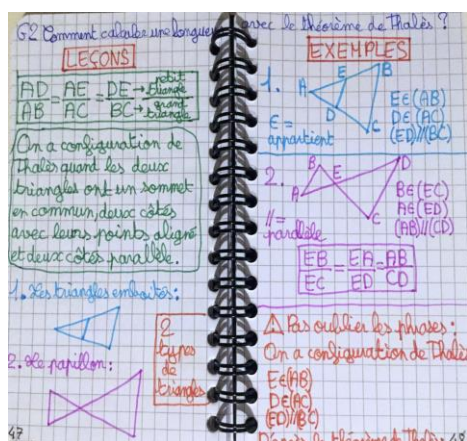 G2 Comment calculer une longueur avec le théorème de Thalès ?
LEÇONS
AD/AB = AE/AC = DE/BC → petit triangle → grand triangle
On a configuration de
Thalès quand les deux
triangles ont un sommet
en commun, deux côtés
avec leurs points aligné
et deux côtés parallèle.
1. Les triangles emboités:
2. Le papillon:
2
types
de
triangles
47
EXEMPLES
1.
A
E
B
D
C
E∈(AB)
D∈(AC)
(ED)//(BC)
∈ =
appartient
2.
B
E
D
A
C
B∈(EC)
A∈(ED)
(AB)//(CD)
//=
parallèle
EB/EC = EA/ED = AB/CD
⚠ Pas oublier les phrases:
On a configuration de Thalès
E∈(AB)
D∈(AC)
(ED)//(BC)